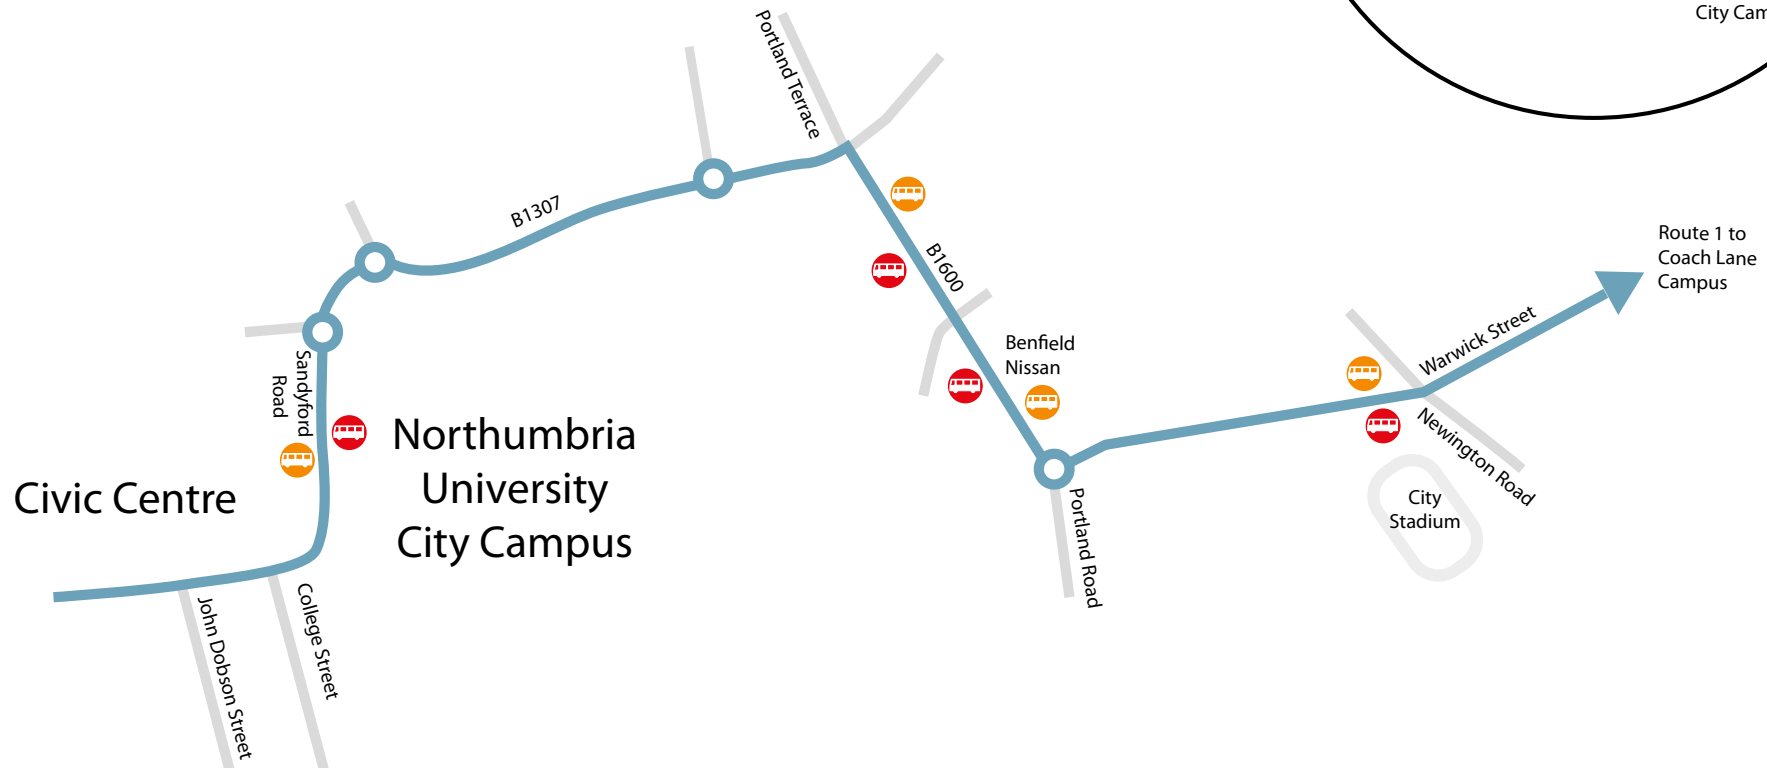 City Cam
Portland Terrace
B1307
B1600
Route 1 to
Coach Lane
Campus
Benfield
Nissan
Warwick Street
Sandyford
Road
Newington Road
Northumbria
University
City Campus
Civic Centre
City
Stadium
Portland Road
College Street
John Dobson Street